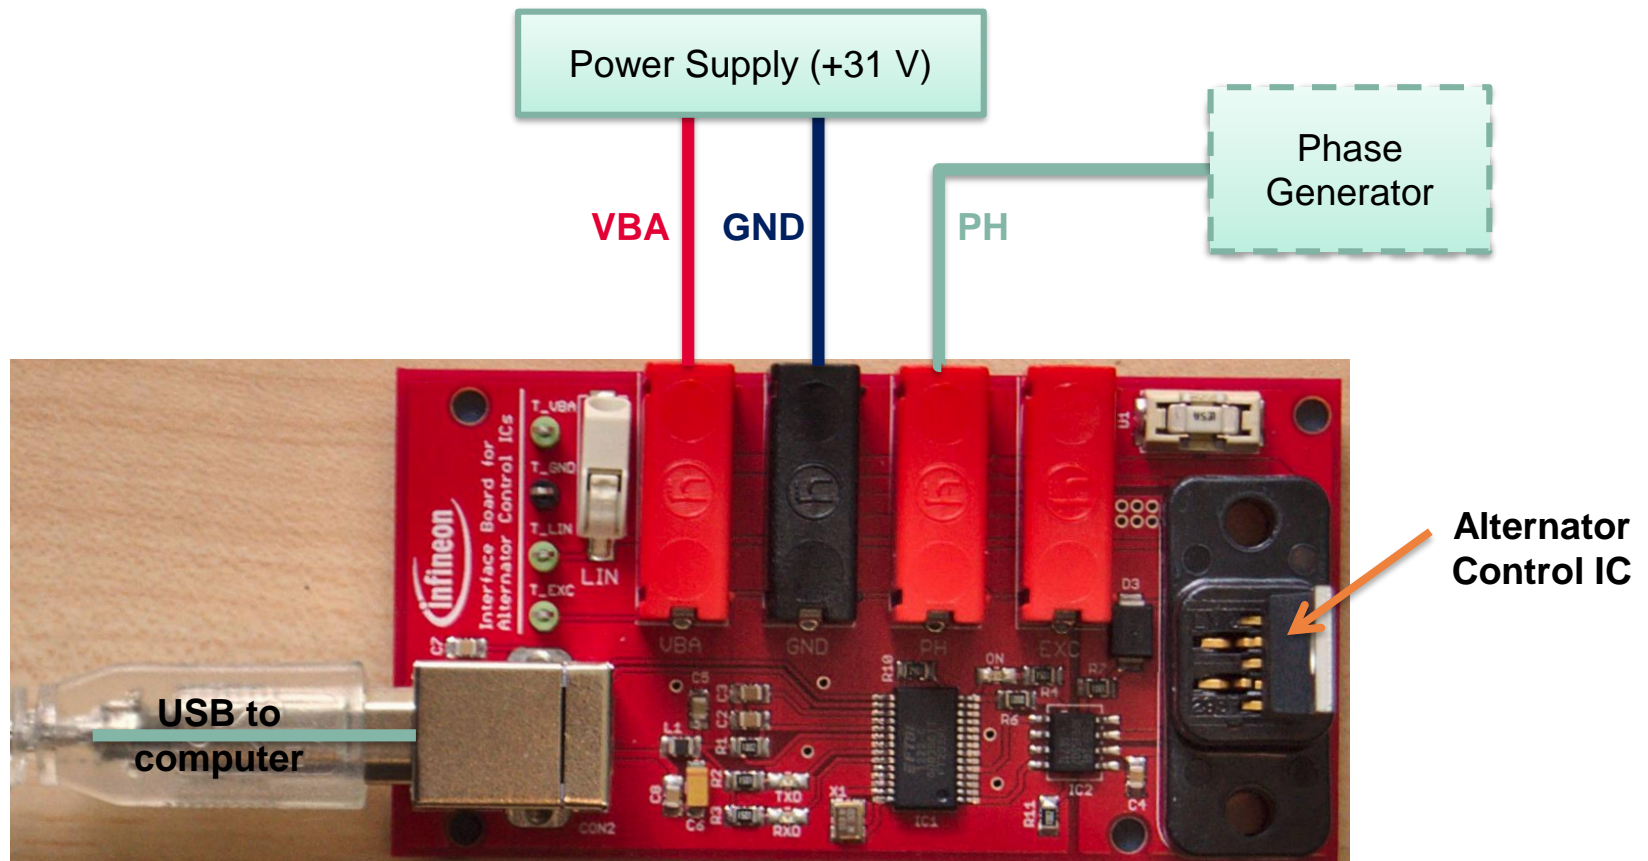 Power Supply (+31 V)
Phase
Generator
VBA
GND
PH
Alternator
Control IC
USB to
computer
infineon
Interface Board for
Alternator Control ICs
T_VBA
T_GND
T_LIN
T_EXC
LIN
VBA
GND
PH
EXC
U1
D3
C7
CON2
C5
C3
C2
L1
R1
R2
R3
C8
C6
TXD
RXD
X1
R10
IC1
ON
R4
R6
R7
IC2
R11
C4